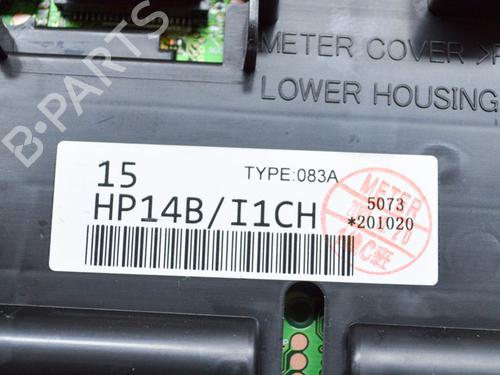 B-PARTS
METER COVER >P
LOWER HOUSING
15
TYPE:083A
HP14B/I1CH
METER
5073
*201020